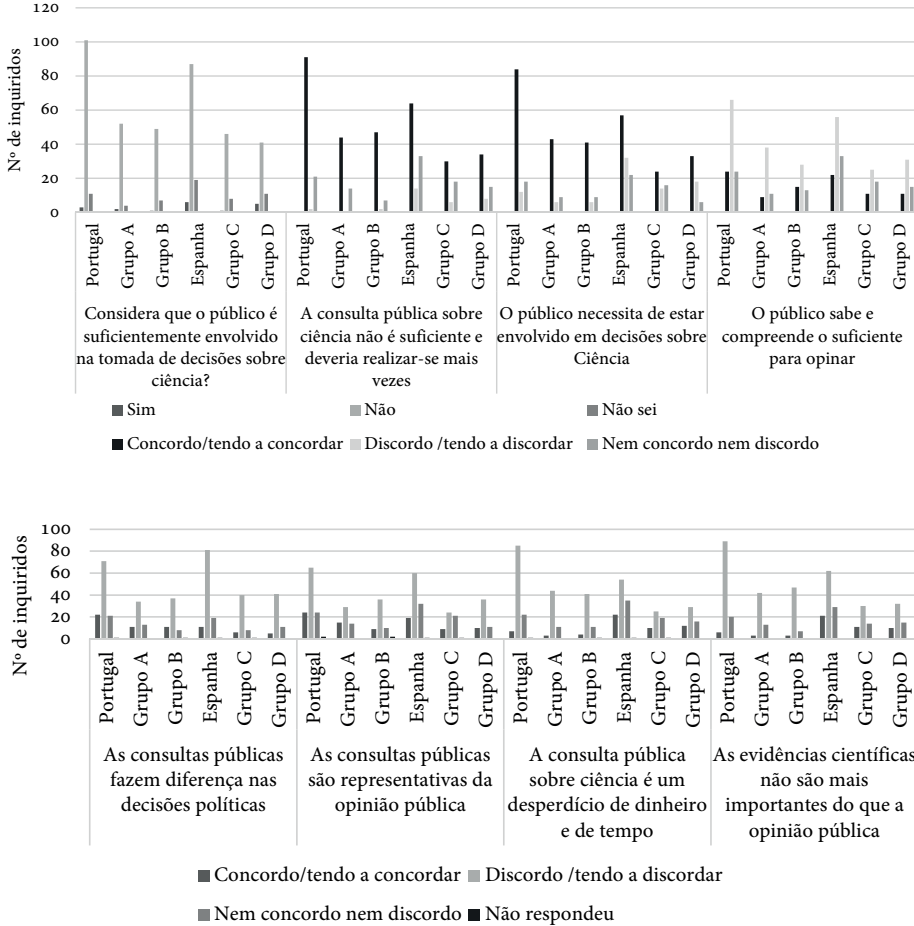 120
100
80
60
40
20
0
Nº de inquiridos
Portugal
Grupo A
Grupo B
Espanha
Grupo C
Grupo D
Portugal
Grupo A
Grupo B
Espanha
Grupo C
Grupo D
Portugal
Grupo A
Grupo B
Espanha
Grupo C
Grupo D
Portugal
Grupo A
Grupo B
Espanha
Grupo C
Grupo D
Considera que o público é
suficientemente envolvido
na tomada de decisões sobre
ciência?
A consulta pública sobre
ciência não é suficiente e
deveria realizar-se mais
vezes
O público necessita de estar
envolvido em decisões sobre
Ciência
O público sabe e
compreende o suficiente
para opinar
Sim
Não
Não sei
Concordo/tendo a concordar
Discordo /tendo a discordar
Nem concordo nem discordo
100
80
60
40
20
0
Nº de inquiridos
Portugal
Grupo A
Grupo B
Espanha
Grupo C
Grupo D
Portugal
Grupo A
Grupo B
Espanha
Grupo C
Grupo D
Portugal
Grupo A
Grupo B
Espanha
Grupo C
Grupo D
Portugal
Grupo A
Grupo B
Espanha
Grupo C
Grupo D
As consultas públicas
fazem diferença nas
decisões políticas
As consultas públicas
são representativas da
opinião pública
A consulta pública
sobre ciência é um
desperdício de dinheiro
e de tempo
As evidências científicas
não são mais
importantes do que a
opinião pública
Concordo/tendo a concordar
Discordo /tendo a discordar
Nem concordo nem discordo
Não respondeu